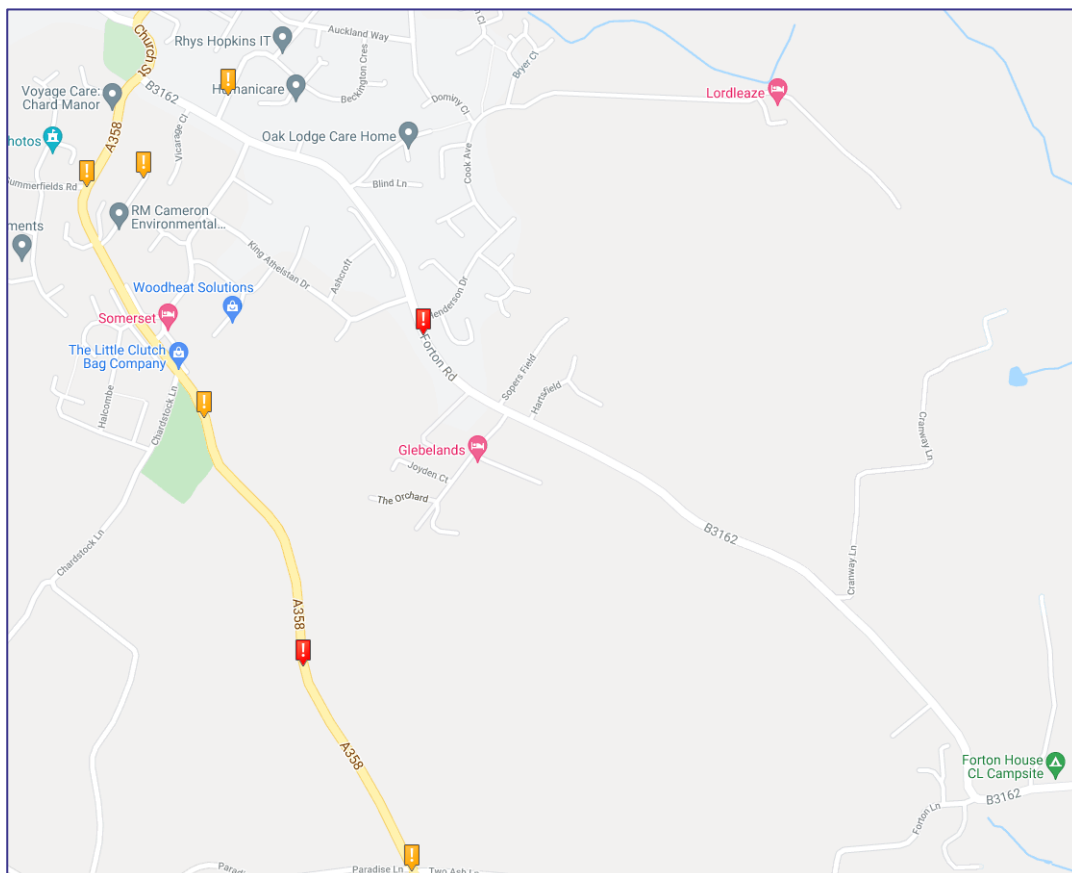 Church St
Rhys Hopkins IT
Auckland Way
Bryer Ct
B3162
Voyage Care:
Chard Manor
Humanicare
Beckington Cres
Dominy Ct
Lordleaze
A358
Vicarage Ct
Oak Lodge Care Home
Cook Ave
hotos
Summerfields Rd
Blind Ln
RM Cameron
Environmental...
ments
King Athelstan Dr
Ashcroft
Henderson Dr
Woodheat Solutions
Somerset
The Little Clutch
Bag Company
Forton Rd
Sopers Field
Hartsfield
Halcombe
Chardstock Ln
Cranway Ln
Glebelands
Joyden Ct
The Orchard
B3162
Chardstock Ln
Cranway Ln
A358
A358
Forton House
CL Campsite
B3162
Forton Ln
Paradise Ln
Two Ash Ln